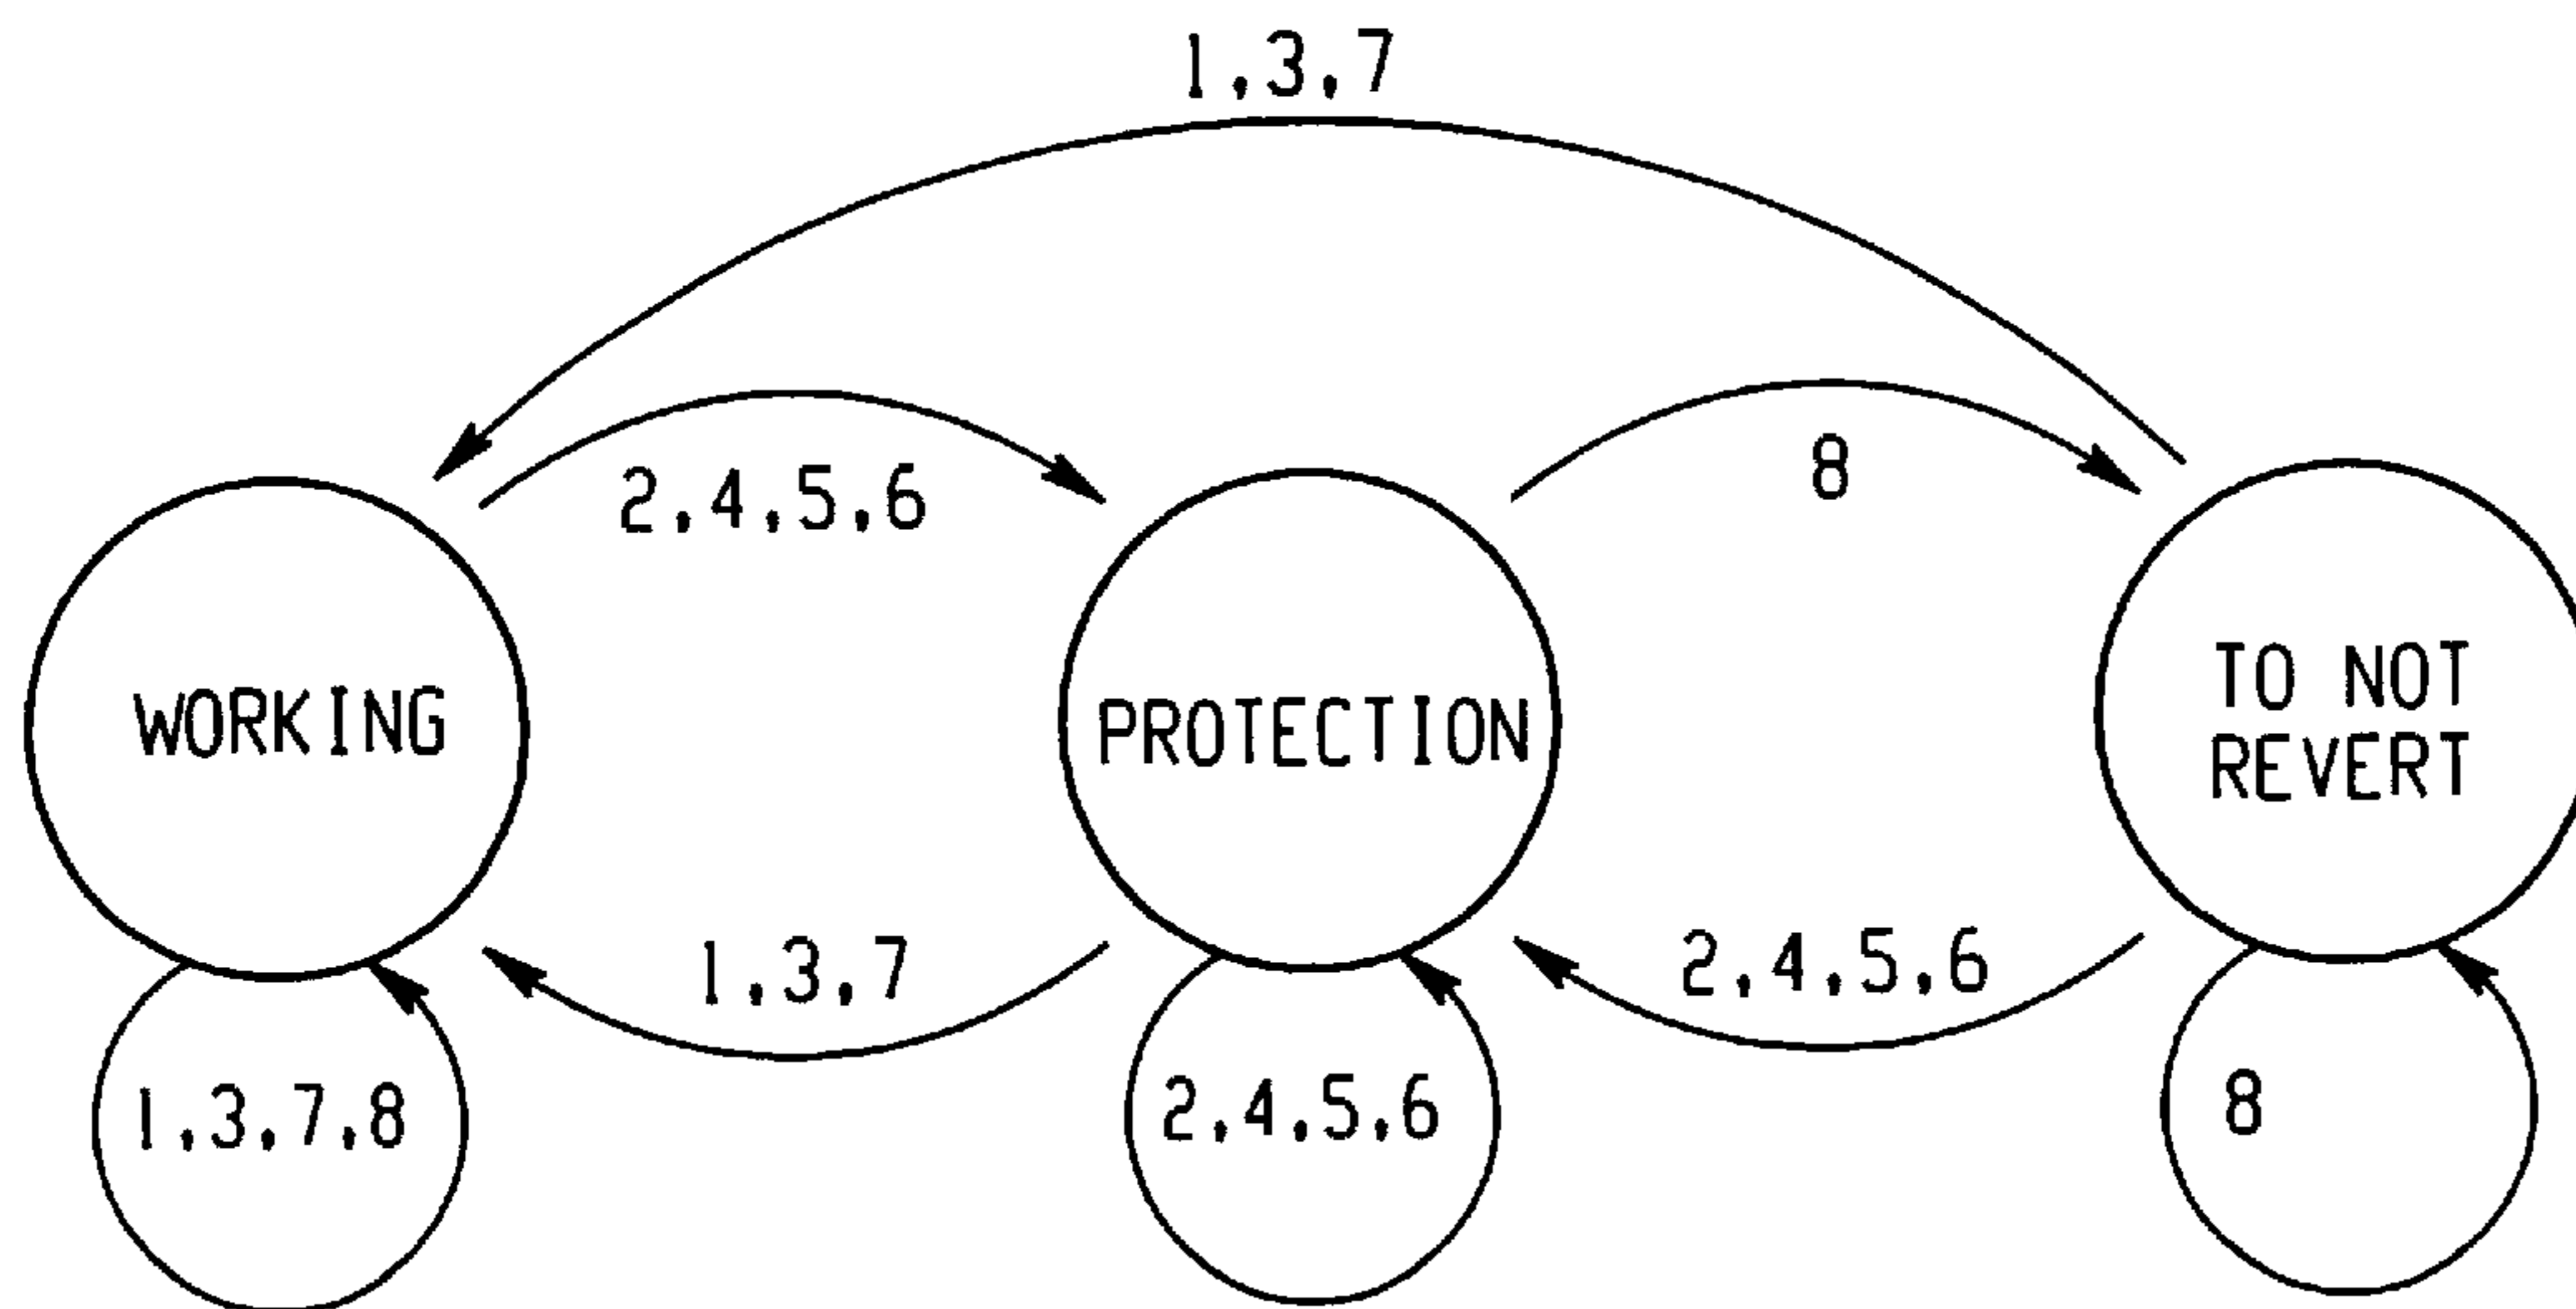 1,3,7
2,4,5,6
8
WORKING
PROTECTION
TO NOT
REVERT
1,3,7
2,4,5,6
1,3,7,8
2,4,5,6
8